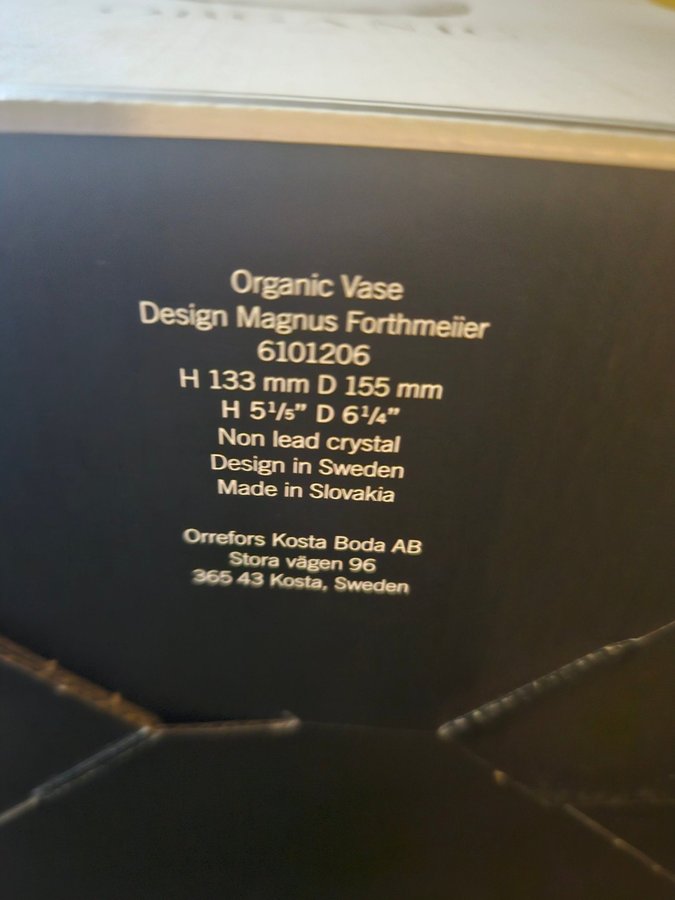 Organic Vase
Design Magnus Forthmeiier
6101206
H 133 mm D 155 mm
H 5¹/₅” D 6¹/₄”
Non lead crystal
Design in Sweden
Made in Slovakia
Orrefors Kosta Boda AB
Stora vägen 96
365 43 Kosta, Sweden